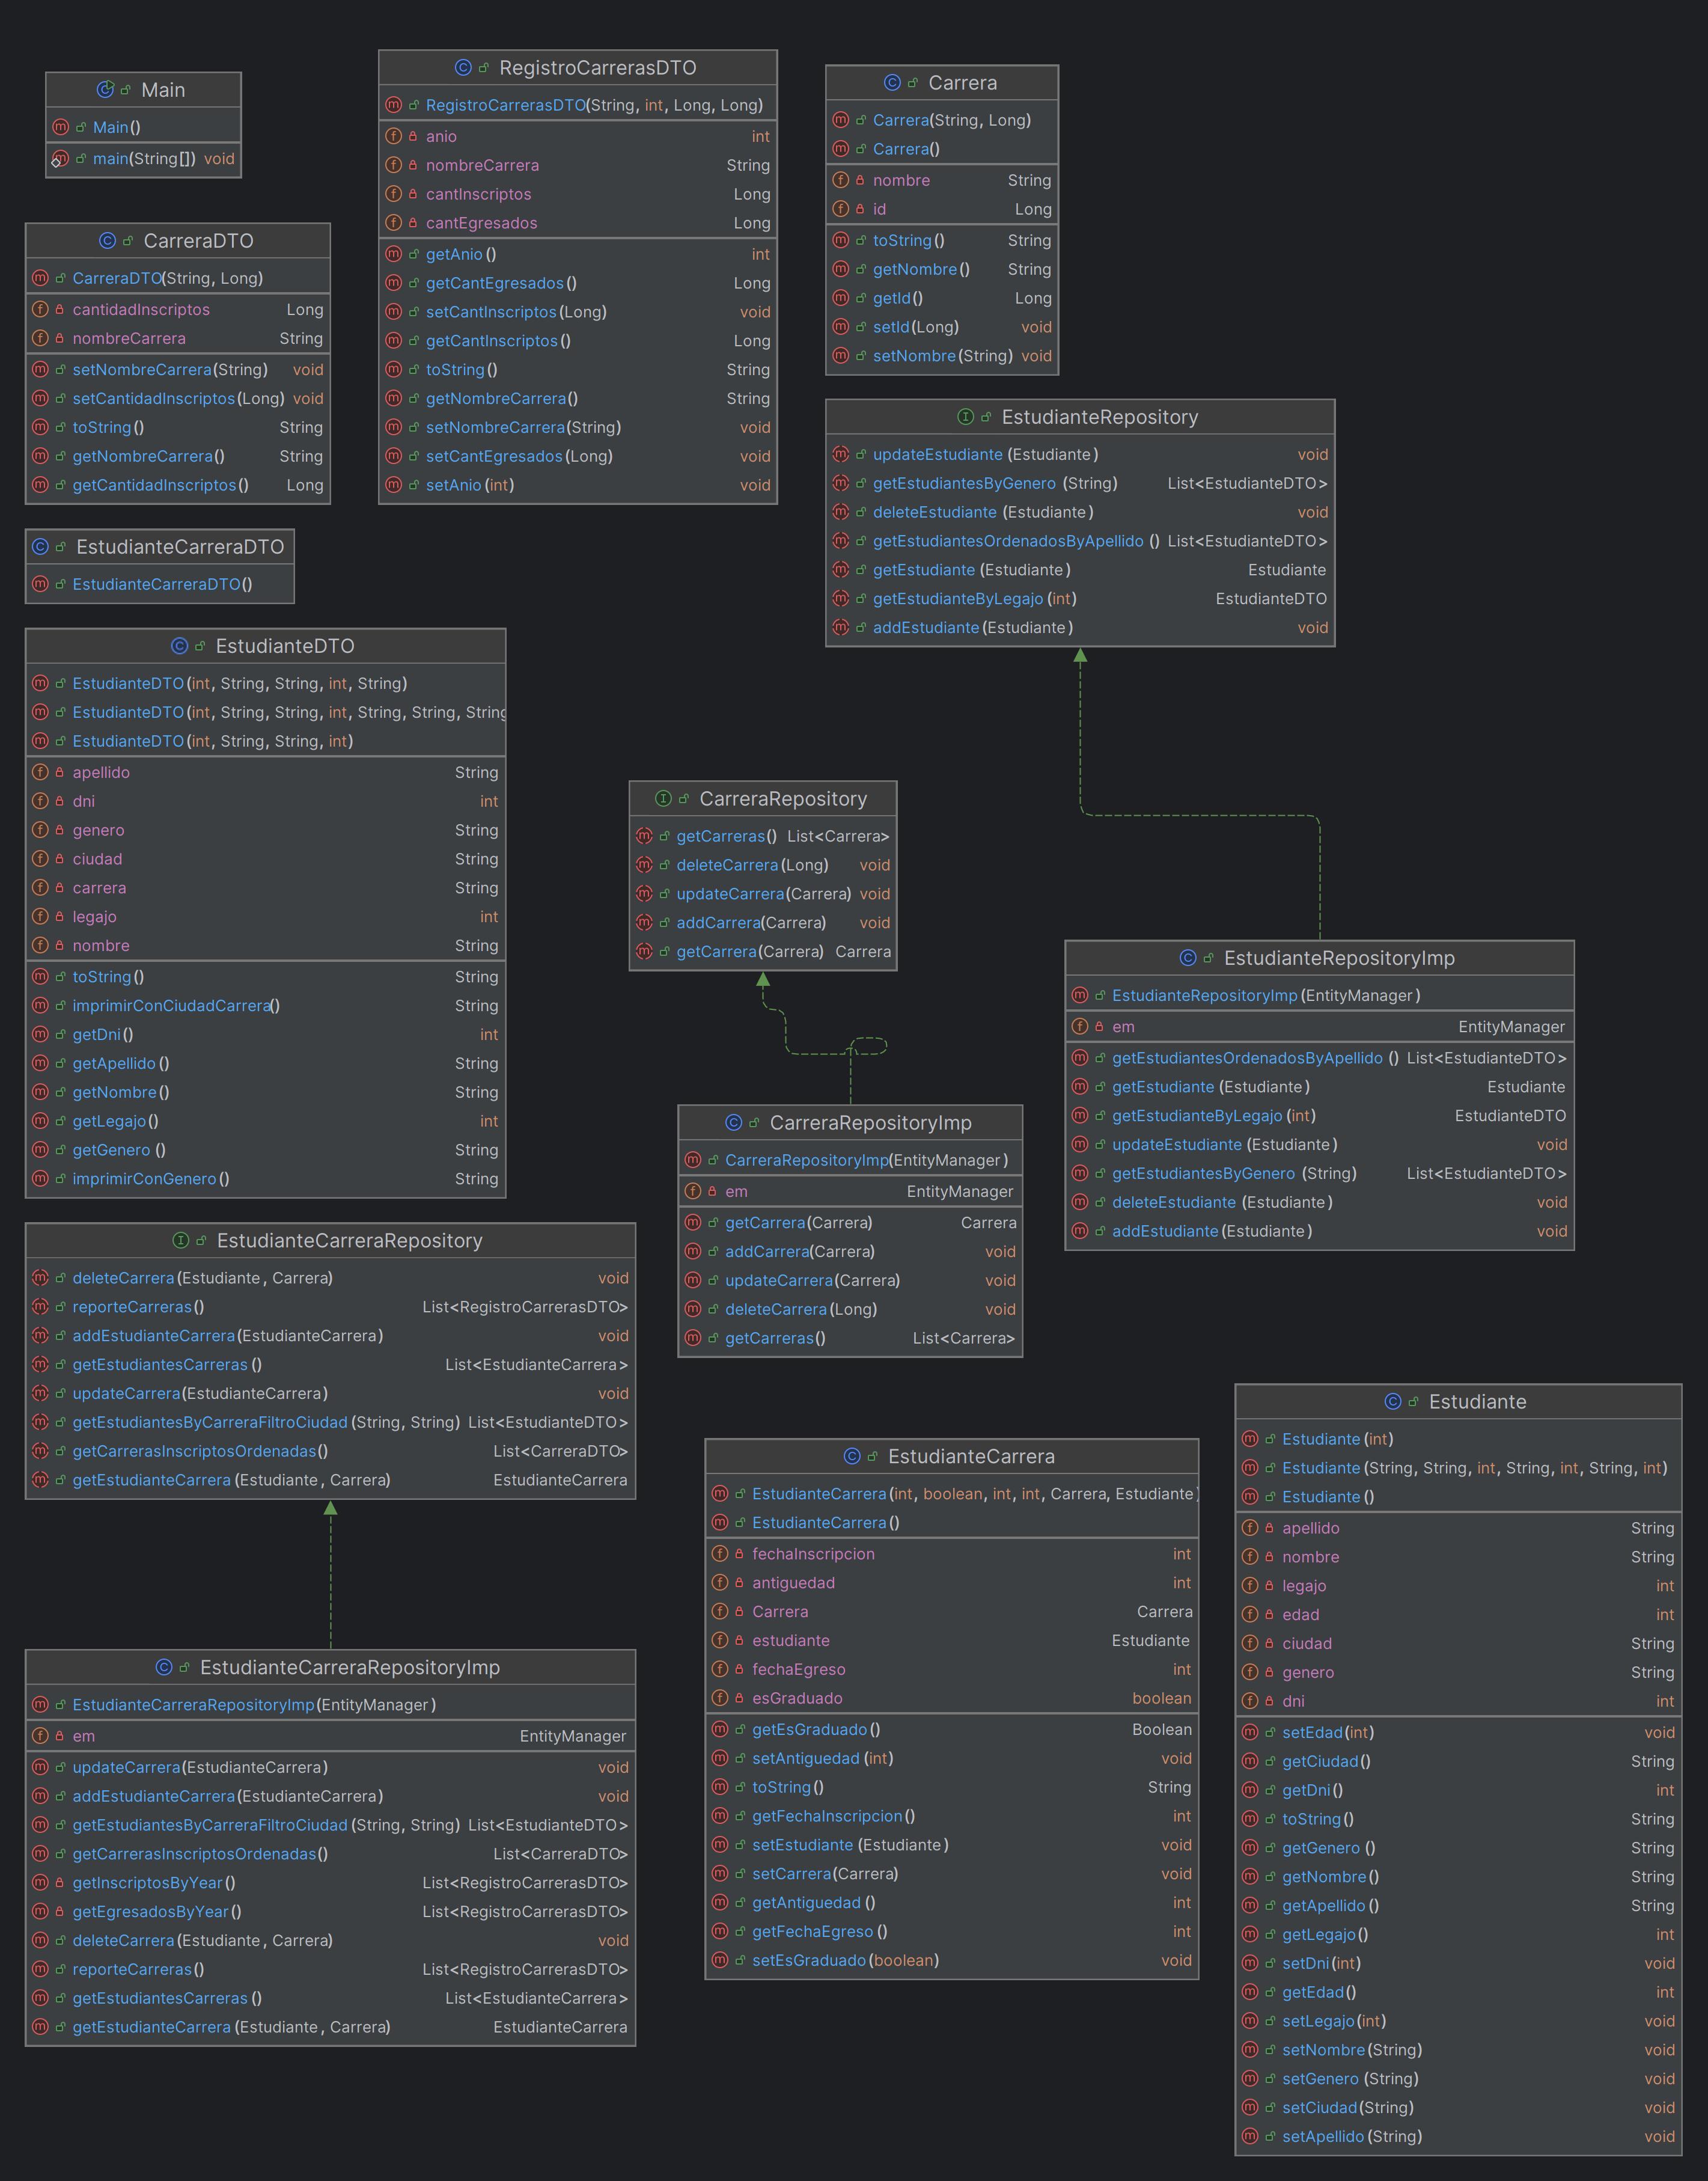 Main
Main()
main(String[]) void
RegistroCarrerasDTO
RegistroCarrerasDTO(String, int, Long, Long)
anio int
nombreCarrera String
cantInscriptos Long
cantEgresados Long
getAnio() int
getCantEgresados() Long
setCantInscriptos(Long) void
getCantInscriptos() Long
toString() String
getNombreCarrera() String
setNombreCarrera(String) void
setCantEgresados(Long) void
setAnio(int) void
Carrera
Carrera(String, Long)
Carrera()
nombre String
id Long
toString() String
getNombre() String
getId() Long
setId(Long) void
setNombre(String) void
CarreraDTO
CarreraDTO(String, Long)
cantidadInscriptos Long
nombreCarrera String
setNombreCarrera(String) void
setCantidadInscriptos(Long) void
toString() String
getNombreCarrera() String
getCantidadInscriptos() Long
EstudianteRepository
updateEstudiante(Estudiante) void
getEstudiantesByGenero(String) List<EstudianteDTO>
deleteEstudiante(Estudiante) void
getEstudiantesOrdenadosByApellido() List<EstudianteDTO>
getEstudiante(Estudiante) Estudiante
getEstudianteByLegajo(int) EstudianteDTO
addEstudiante(Estudiante) void
EstudianteCarreraDTO
EstudianteCarreraDTO()
EstudianteDTO
EstudianteDTO(int, String, String, int, String)
EstudianteDTO(int, String, String, int, String, String, String
EstudianteDTO(int, String, String, int)
apellido String
dni int
genero String
ciudad String
carrera String
legajo int
nombre String
toString() String
imprimirConCiudadCarrera() String
getDni() int
getApellido() String
getNombre() String
getLegajo() int
getGenero() String
imprimirConGenero() String
CarreraRepository
getCarreras() List<Carrera>
deleteCarrera(Long) void
updateCarrera(Carrera) void
addCarrera(Carrera) void
getCarrera(Carrera) Carrera
EstudianteRepositoryImp
EstudianteRepositoryImp(EntityManager)
em EntityManager
getEstudiantesOrdenadosByApellido() List<EstudianteDTO>
getEstudiante(Estudiante) Estudiante
getEstudianteByLegajo(int) EstudianteDTO
updateEstudiante(Estudiante) void
getEstudiantesByGenero(String) List<EstudianteDTO>
deleteEstudiante(Estudiante) void
addEstudiante(Estudiante) void
CarreraRepositoryImp
CarreraRepositoryImp(EntityManager)
em EntityManager
getCarrera(Carrera) Carrera
addCarrera(Carrera) void
updateCarrera(Carrera) void
deleteCarrera(Long) void
getCarreras() List<Carrera>
EstudianteCarreraRepository
deleteCarrera(Estudiante, Carrera) void
reporteCarreras() List<RegistroCarrerasDTO>
addEstudianteCarrera(EstudianteCarrera) void
getEstudiantesCarreras() List<EstudianteCarrera>
updateCarrera(EstudianteCarrera) void
getEstudiantesByCarreraFiltroCiudad(String, String) List<EstudianteDTO>
getCarrerasInscriptosOrdenadas() List<CarreraDTO>
getEstudianteCarrera(Estudiante, Carrera) EstudianteCarrera
EstudianteCarrera
EstudianteCarrera(int, boolean, int, int, Carrera, Estudiante)
EstudianteCarrera()
fechaInscripcion int
antiguedad int
Carrera Carrera
estudiante Estudiante
fechaEgreso int
esGraduado boolean
getEsGraduado() Boolean
setAntiguedad(int) void
toString() String
getFechaInscripcion() int
setEstudiante(Estudiante) void
setCarrera(Carrera) void
getAntiguedad() int
getFechaEgreso() int
setEsGraduado(boolean) void
Estudiante
Estudiante(int)
Estudiante(String, String, int, String, int, String, int)
Estudiante()
apellido String
nombre String
legajo int
edad int
ciudad String
genero String
dni int
setEdad(int) void
getCiudad() String
getDni() int
toString() String
getGenero() String
getNombre() String
getApellido() String
getLegajo() int
setDni(int) void
getEdad() int
setLegajo(int) void
setNombre(String) void
setGenero(String) void
setCiudad(String) void
setApellido(String) void
EstudianteCarreraRepositoryImp
EstudianteCarreraRepositoryImp(EntityManager)
em EntityManager
updateCarrera(EstudianteCarrera) void
addEstudianteCarrera(EstudianteCarrera) void
getEstudiantesByCarreraFiltroCiudad(String, String) List<EstudianteDTO>
getCarrerasInscriptosOrdenadas() List<CarreraDTO>
getInscriptosByYear() List<RegistroCarrerasDTO>
getEgresadosByYear() List<RegistroCarrerasDTO>
deleteCarrera(Estudiante, Carrera) void
reporteCarreras() List<RegistroCarrerasDTO>
getEstudiantesCarreras() List<EstudianteCarrera>
getEstudianteCarrera(Estudiante, Carrera) EstudianteCarrera